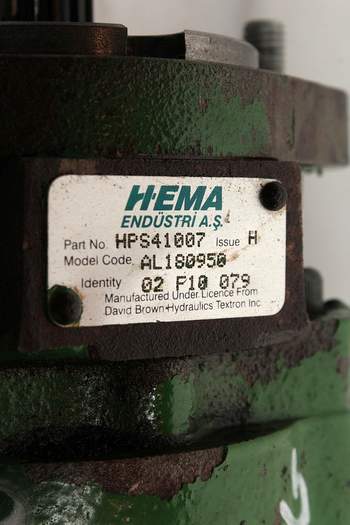 HEMA
ENDÜSTRİ A.Ş.
Part No. HPS41007 Issue H
Model Code AL180950
Identity 02 F10 079
Manufactured Under Licence From
David Brown Hydraulics Textron Inc